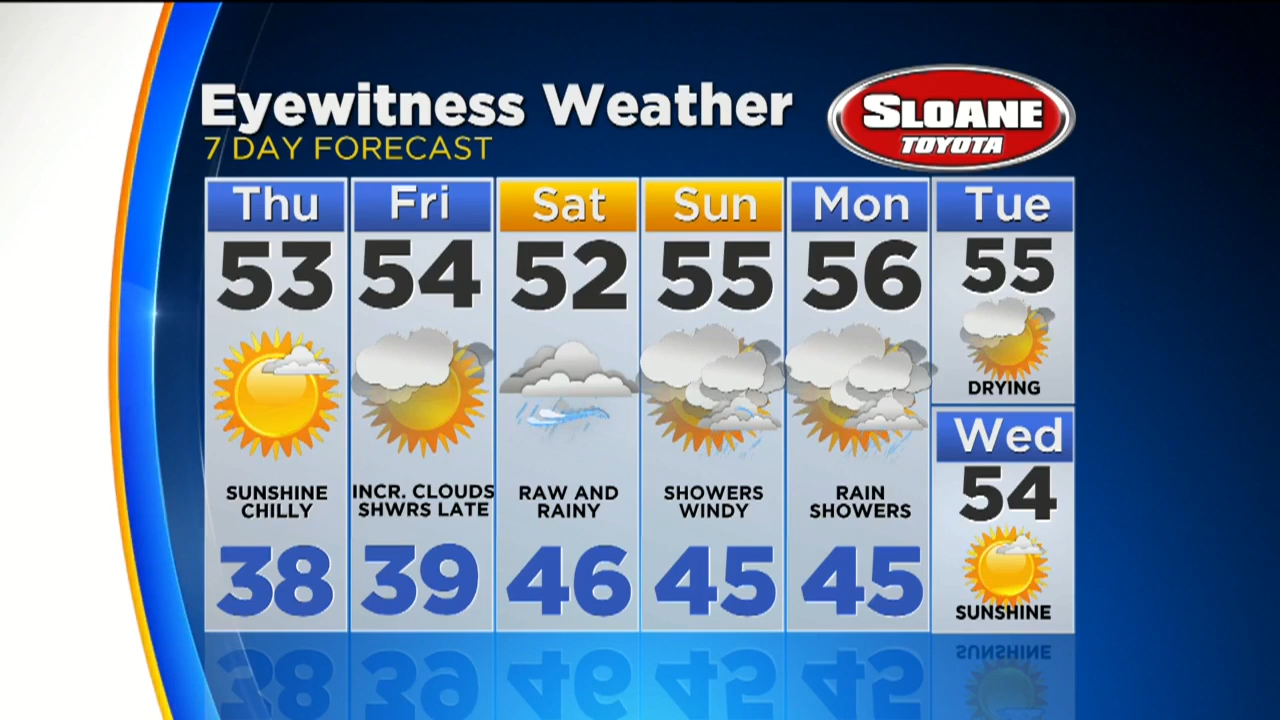 Eyewitness Weather
7 DAY FORECAST
SLOANE
TOYOTA
Thu
53
SUNSHINE
CHILLY
38
Fri
54
INCR. CLOUDS
SHWRS LATE
39
Sat
52
RAW AND
RAINY
46
Sun
55
SHOWERS
WINDY
45
Mon
56
RAIN
SHOWERS
45
Tue
55
DRYING
Wed
54
SUNSHINE